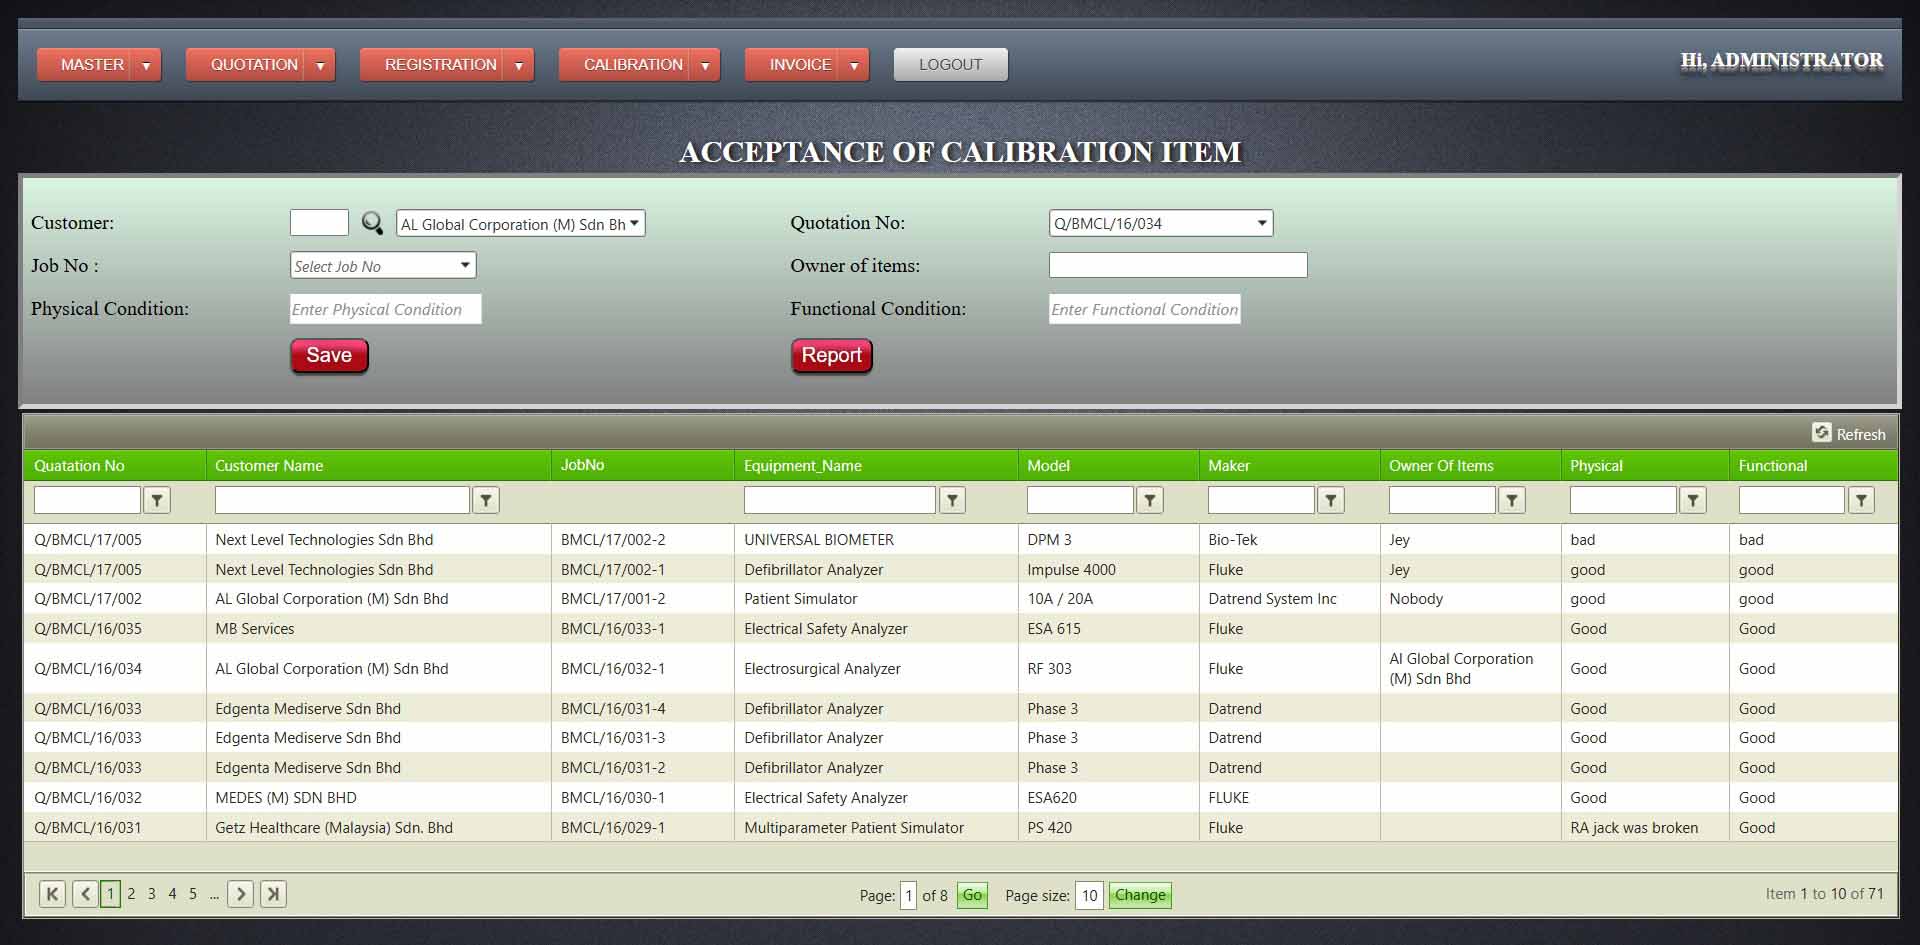 MASTER QUOTATION REGISTRATION CALIBRATION INVOICE LOGOUT Hi, ADMINISTRATOR
ACCEPTANCE OF CALIBRATION ITEM
Customer: AL Global Corporation (M) Sdn Bh Quotation No: Q/BMCL/16/034
Job No : Select Job No Owner of items:
Physical Condition: Enter Physical Condition Functional Condition: Enter Functional Condition
Save Report
Refresh
Quatation No Customer Name JobNo Equipment_Name Model Maker Owner Of Items Physical Functional
Q/BMCL/17/005 Next Level Technologies Sdn Bhd BMCL/17/002-2 UNIVERSAL BIOMETER DPM 3 Bio-Tek Jey bad bad
Q/BMCL/17/005 Next Level Technologies Sdn Bhd BMCL/17/002-1 Defibrillator Analyzer Impulse 4000 Fluke Jey good good
Q/BMCL/17/002 AL Global Corporation (M) Sdn Bhd BMCL/17/001-2 Patient Simulator 10A / 20A Datrend System Inc Nobody good good
Q/BMCL/16/035 MB Services BMCL/16/033-1 Electrical Safety Analyzer ESA 615 Fluke Good Good
Q/BMCL/16/034 AL Global Corporation (M) Sdn Bhd BMCL/16/032-1 Electrosurgical Analyzer RF 303 Fluke Al Global Corporation (M) Sdn Bhd Good Good
Q/BMCL/16/033 Edgenta Mediserve Sdn Bhd BMCL/16/031-4 Defibrillator Analyzer Phase 3 Datrend Good Good
Q/BMCL/16/033 Edgenta Mediserve Sdn Bhd BMCL/16/031-3 Defibrillator Analyzer Phase 3 Datrend Good Good
Q/BMCL/16/033 Edgenta Mediserve Sdn Bhd BMCL/16/031-2 Defibrillator Analyzer Phase 3 Datrend Good Good
Q/BMCL/16/032 MEDES (M) SDN BHD BMCL/16/030-1 Electrical Safety Analyzer ESA620 FLUKE Good Good
Q/BMCL/16/031 Getz Healthcare (Malaysia) Sdn. Bhd BMCL/16/029-1 Multiparameter Patient Simulator PS 420 Fluke RA jack was broken Good
1 2 3 4 5 ... Page: 1 of 8 Go Page size: 10 Change Item 1 to 10 of 71